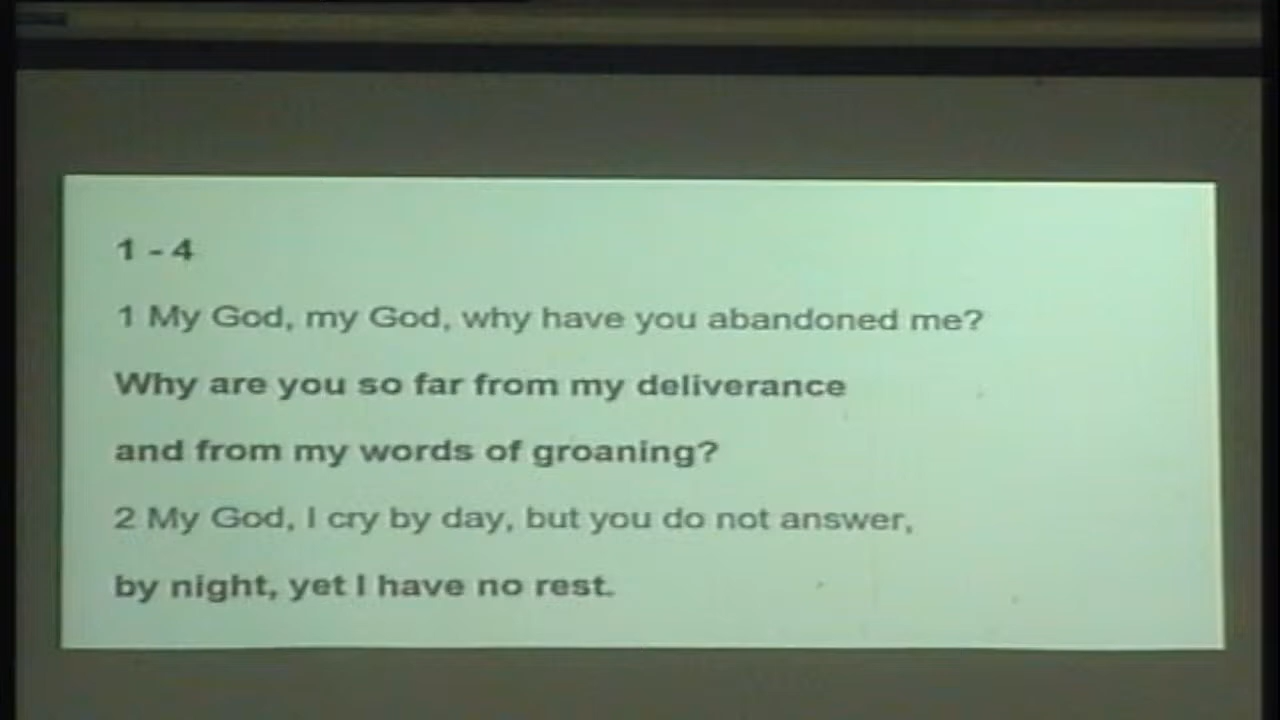 1 - 4
1 My God, my God, why have you abandoned me?
Why are you so far from my deliverance
and from my words of groaning?
2 My God, I cry by day, but you do not answer,
by night, yet I have no rest.